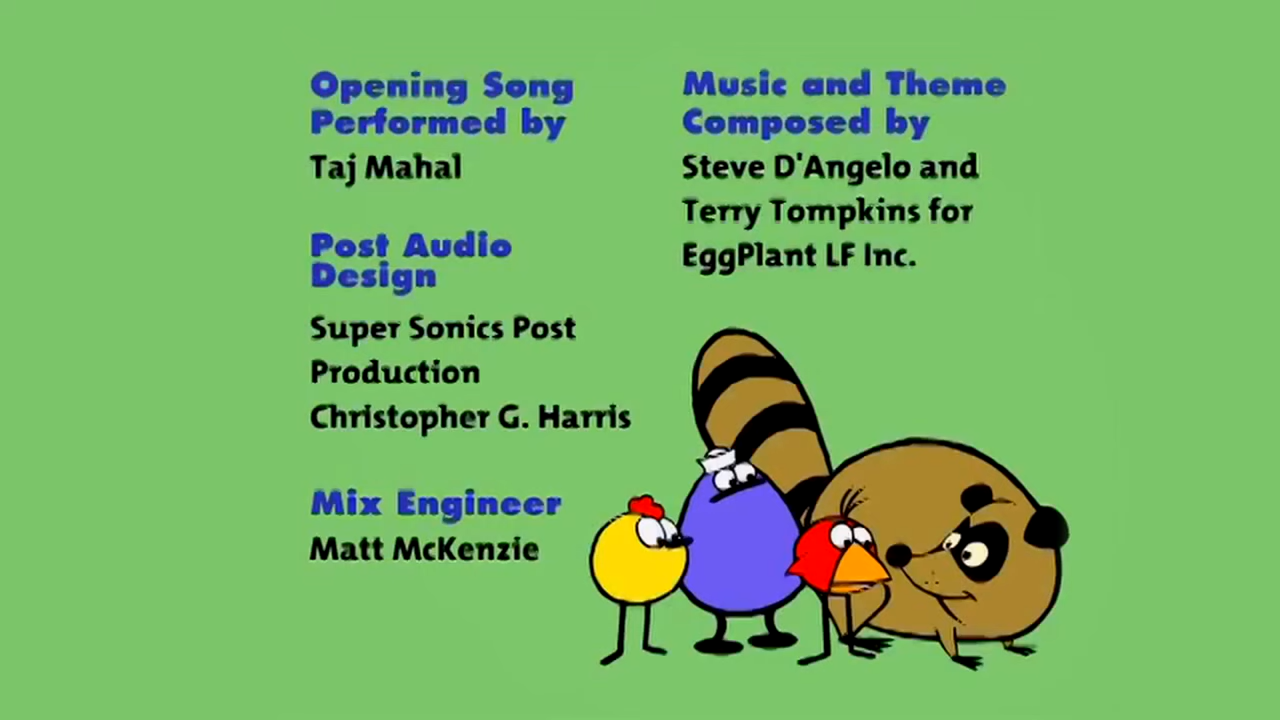 Opening Song
Performed by
Taj Mahal
Post Audio
Design
Super Sonics Post
Production
Christopher G. Harris
Mix Engineer
Matt McKenzie
Music and Theme
Composed by
Steve D'Angelo and
Terry Tompkins for
EggPlant LF Inc.